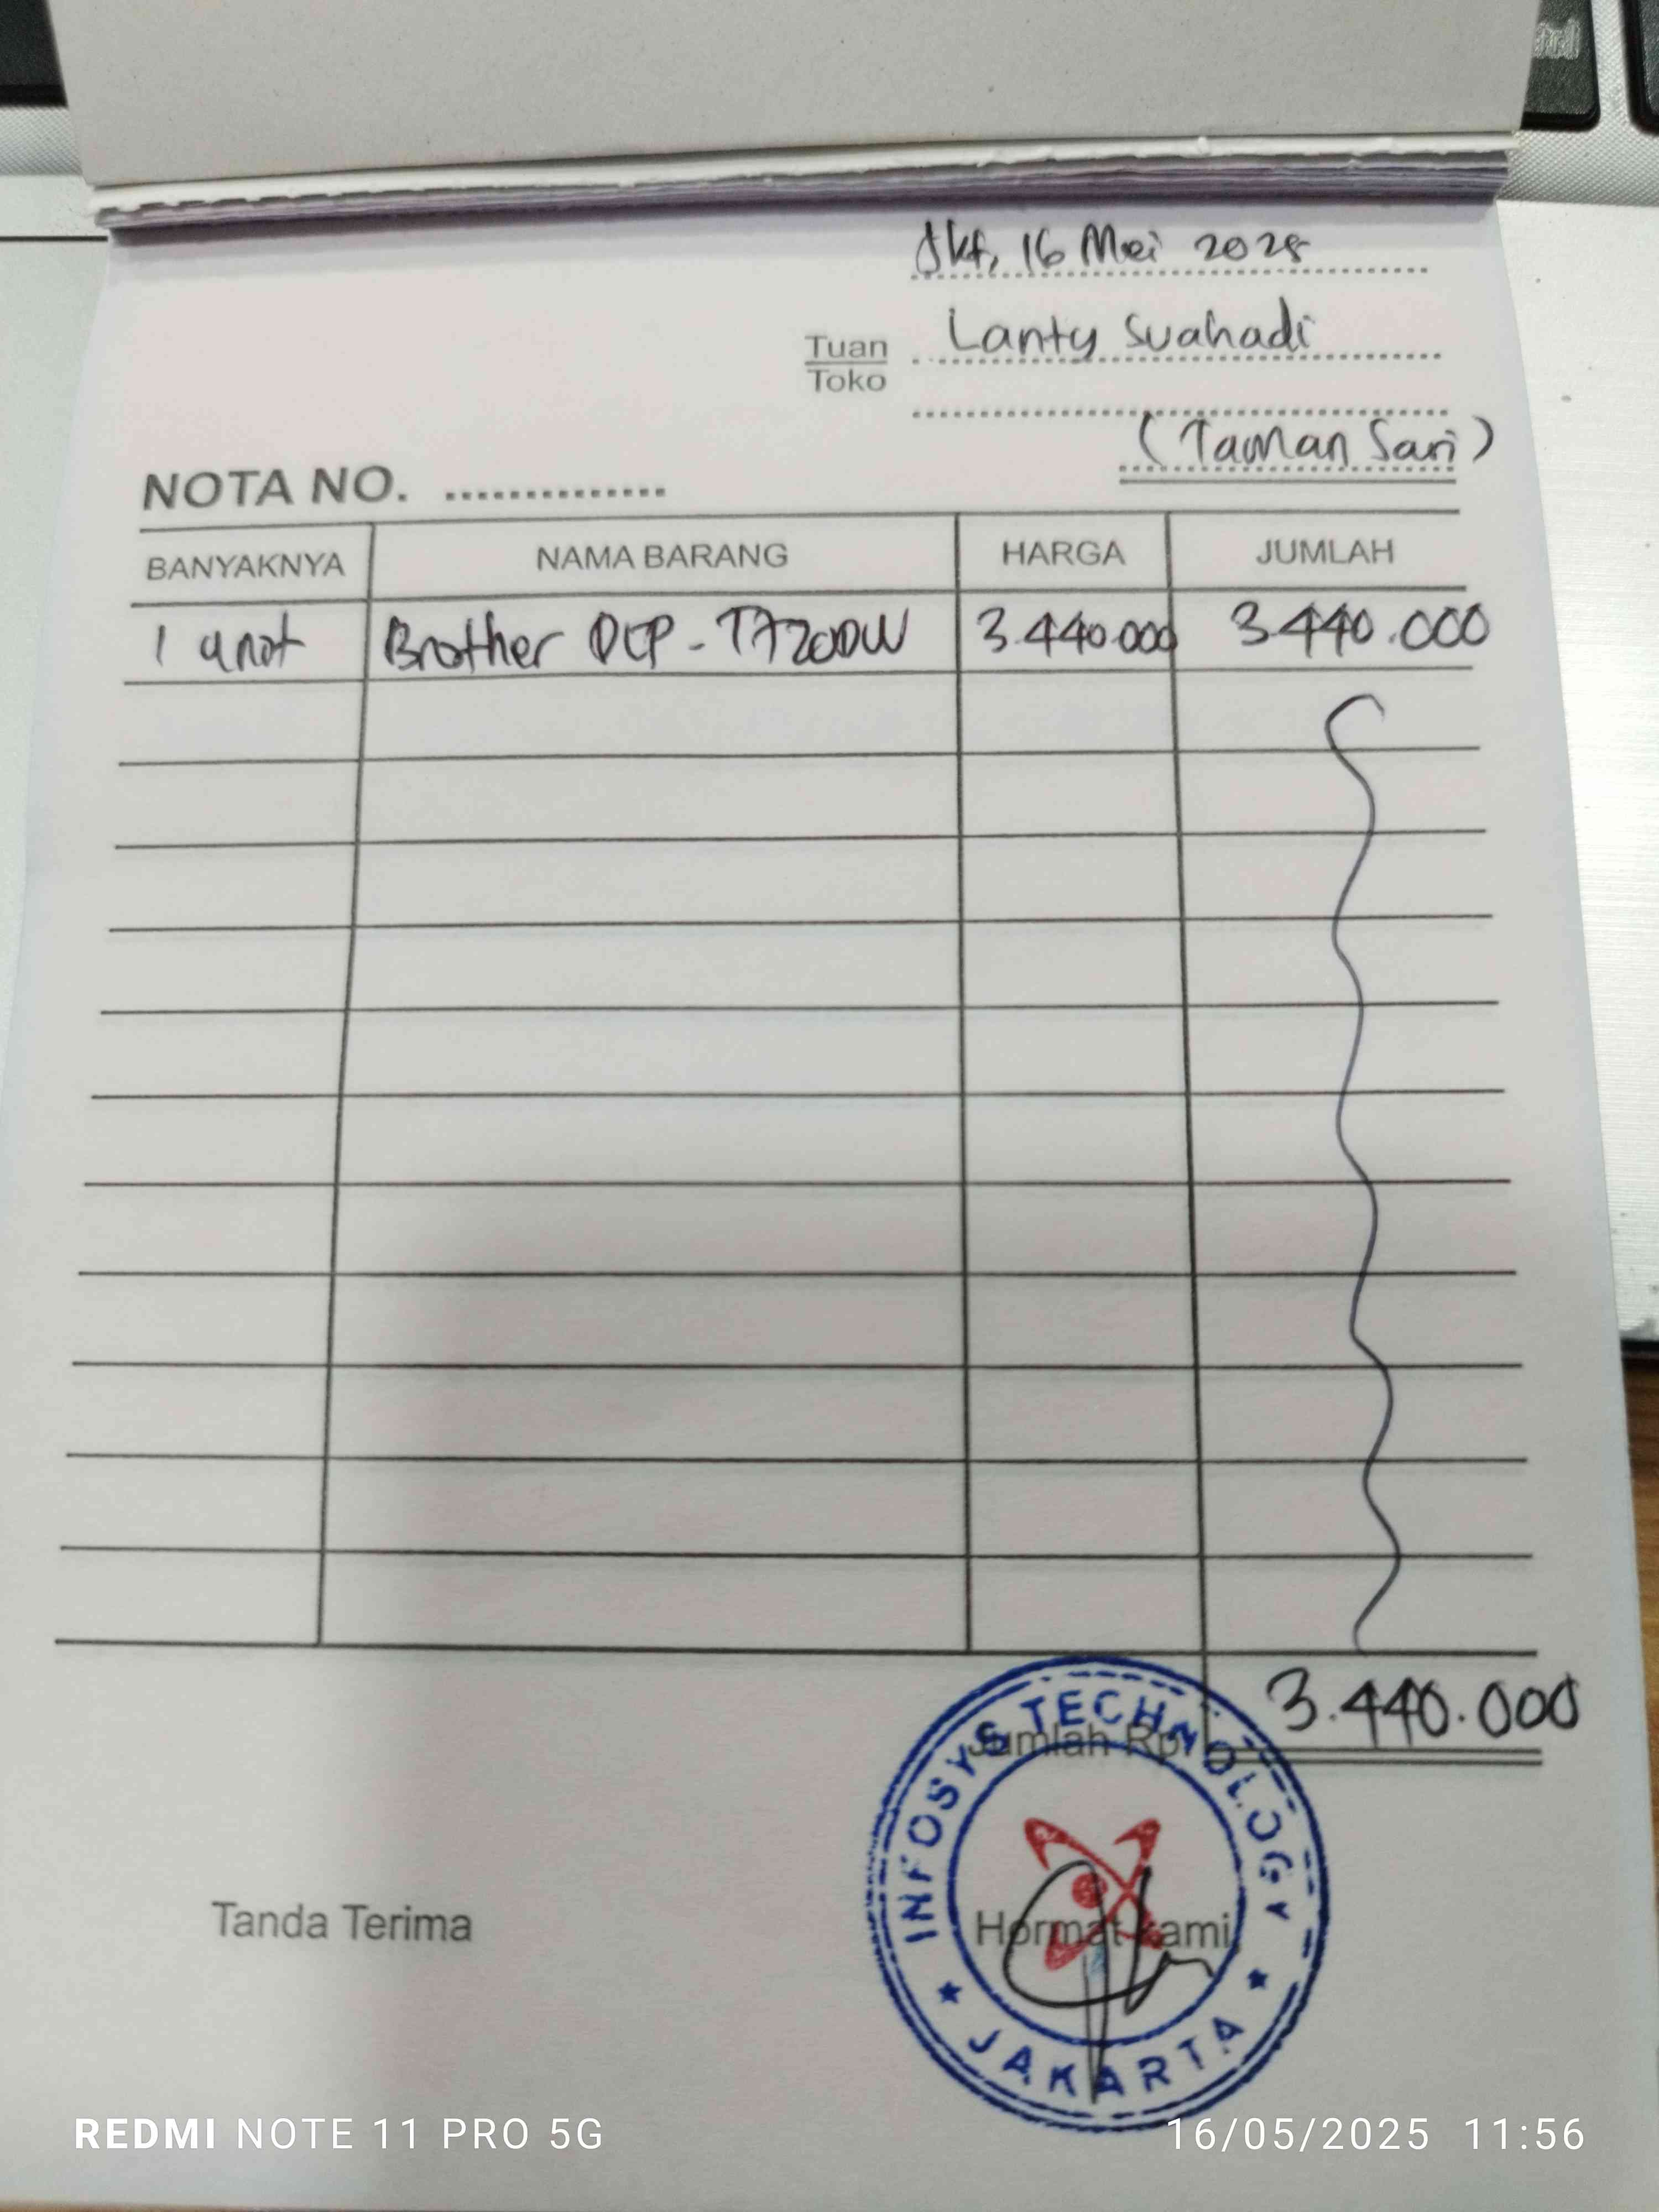 Jkt, 16 Mei 2025
Tuan Lanty Suahadi
Toko
(Taman Sari)
NOTA NO. ..............
BANYAKNYA NAMA BARANG HARGA JUMLAH
1 unot Brother DCP-T720DW 3.440.000 3.440.000
Jumlah Rp. 3.440.000
Tanda Terima Hormat kami,
INFOSYS TECHNOLOGY
★ JAKARTA ★
REDMI NOTE 11 PRO 5G 16/05/2025 11:56